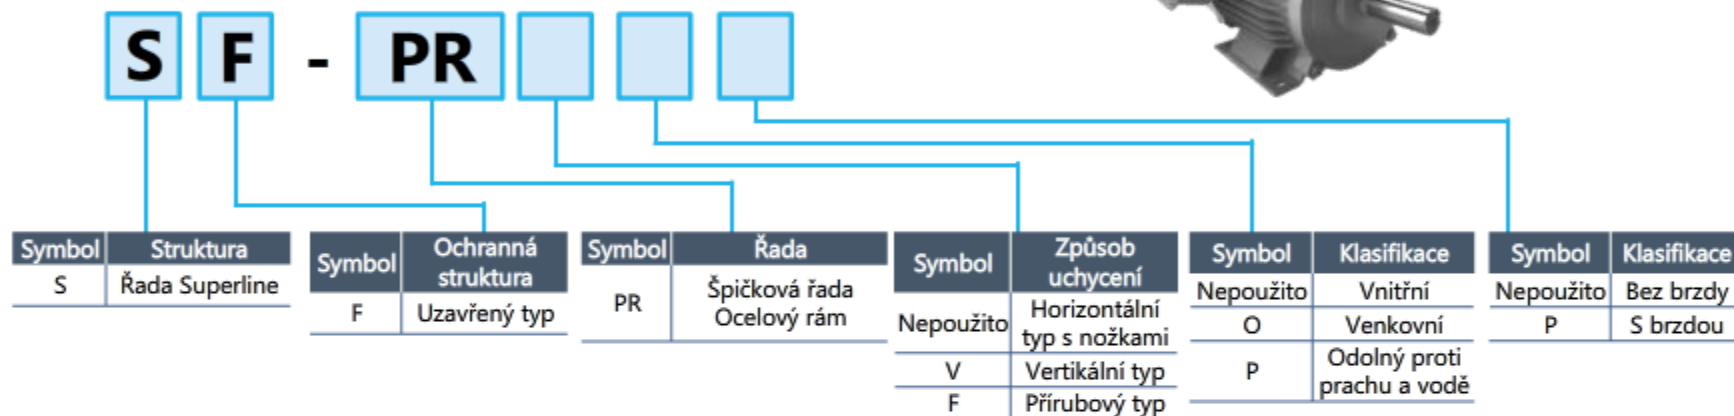 S F - PR
Symbol Struktura
S Řada Superline
Symbol Ochranná
struktura
F Uzavřený typ
Symbol Řada
PR Špičková řada
Ocelový rám
Symbol Způsob
uchycení
Nepoužito Horizontální
typ s nožkami
V Vertikální typ
F Přírubový typ
Symbol Klasifikace
Nepoužito Vnitřní
O Venkovní
P Odolný proti
prachu a vodě
Symbol Klasifikace
Nepoužito Bez brzdy
P S brzdou